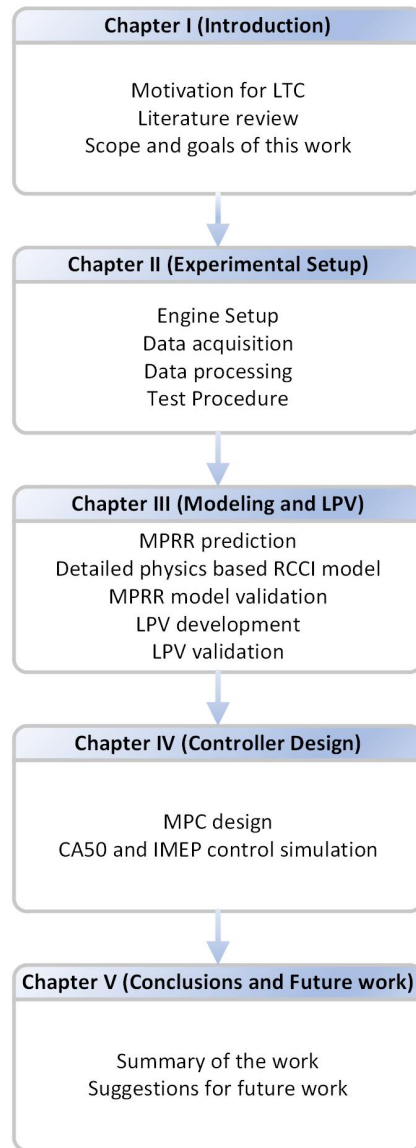 Chapter I (Introduction)
Motivation for LTC
Literature review
Scope and goals of this work
Chapter II (Experimental Setup)
Engine Setup
Data acquisition
Data processing
Test Procedure
Chapter III (Modeling and LPV)
MPRR prediction
Detailed physics based RCCI model
MPRR model validation
LPV development
LPV validation
Chapter IV (Controller Design)
MPC design
CA50 and IMEP control simulation
Chapter V (Conclusions and Future work)
Summary of the work
Suggestions for future work